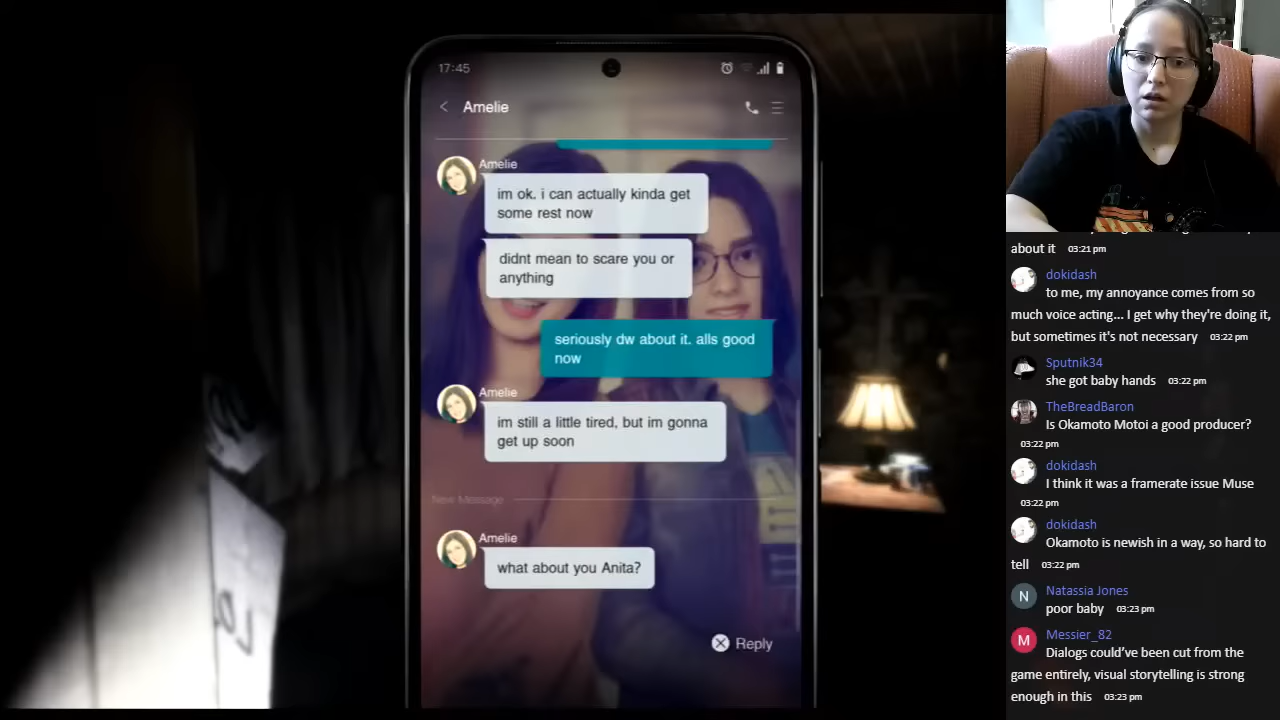 17:45
Amelie
Amelie
im ok. i can actually kinda get
some rest now
didnt mean to scare you or
anything
seriously dw about it. alls good
now
Amelie
im still a little tired, but im gonna
get up soon
New Message
Amelie
what about you Anita?
Reply
about it 03:21 pm
dokidash
to me, my annoyance comes from so
much voice acting... I get why they're doing it,
but sometimes it's not necessary 03:22 pm
Sputnik34
she got baby hands 03:22 pm
TheBreadBaron
Is Okamoto Motoi a good producer?
03:22 pm
dokidash
I think it was a framerate issue Muse
03:22 pm
dokidash
Okamoto is newish in a way, so hard to
tell 03:22 pm
N
Natassia Jones
poor baby 03:23 pm
M
Messier_82
Dialogs could've been cut from the
game entirely, visual storytelling is strong
enough in this 03:23 pm